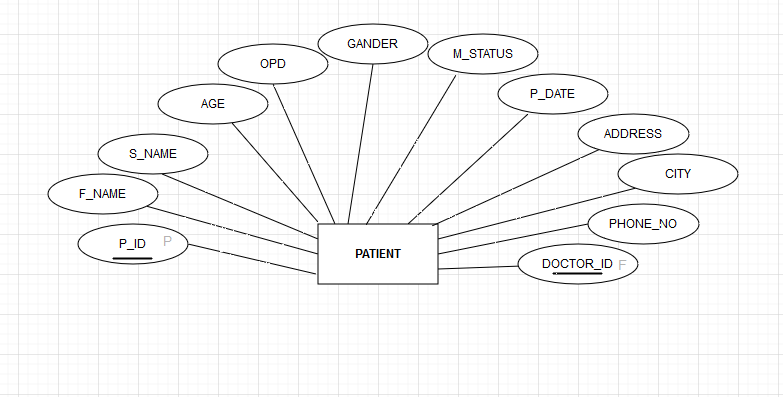 GANDER
M_STATUS
OPD
P_DATE
AGE
ADDRESS
S_NAME
CITY
F_NAME
PHONE_NO
P_ID P
PATIENT
DOCTOR_ID F